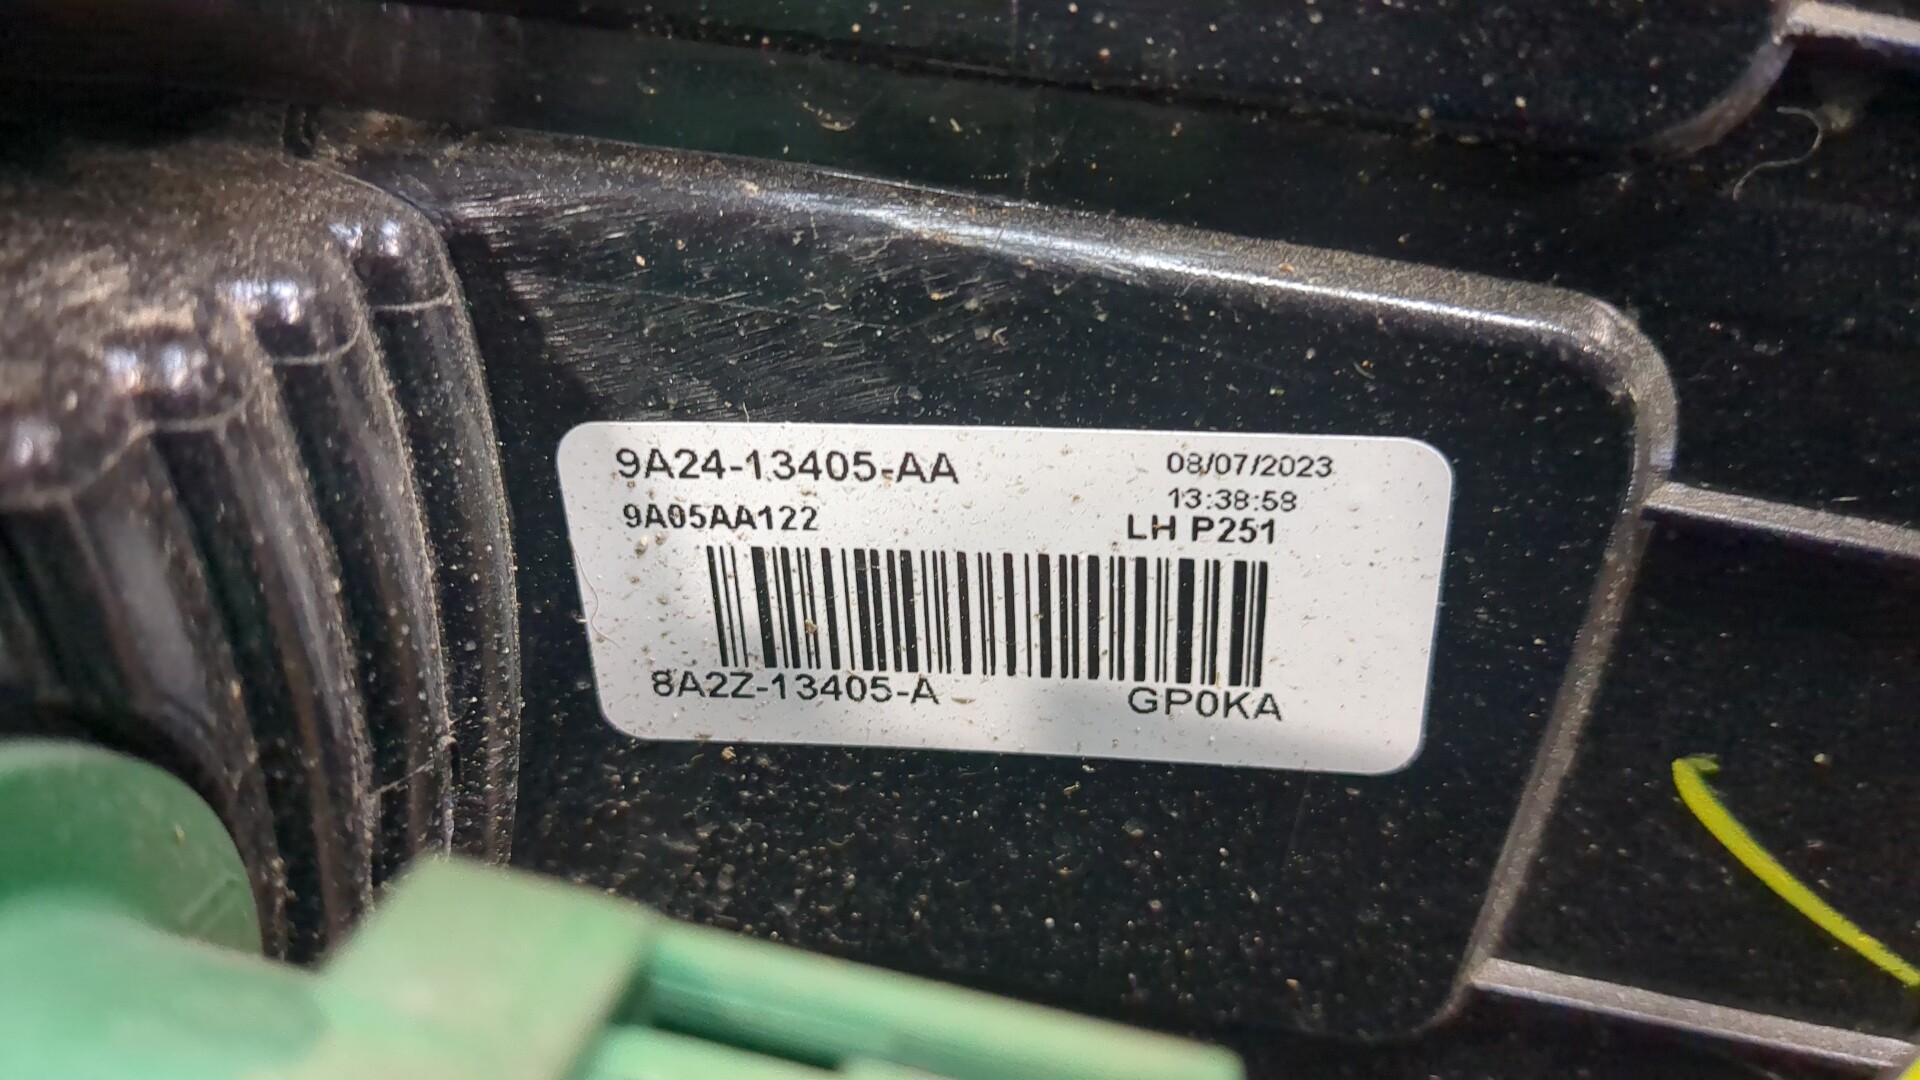 9A24-13405-AA 08/07/2023
13:38:58
9A05AA122 LH P251
8A2Z-13405-A GP0KA